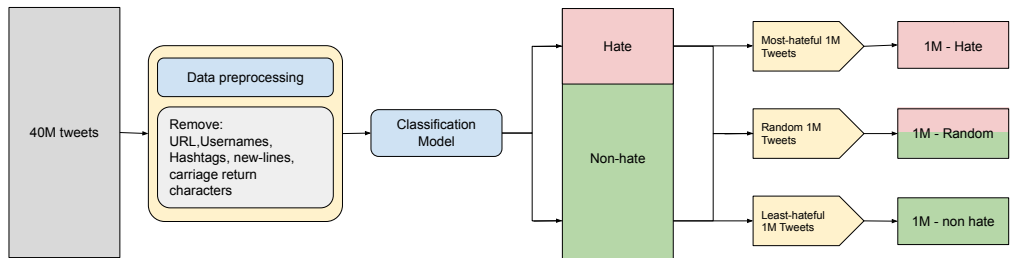 40M tweets
Data preprocessing
Remove:
URL,Usernames,
Hashtags, new-lines,
carriage return
characters
Classification
Model
Hate
Non-hate
Most-hateful 1M
Tweets
Random 1M
Tweets
Least-hateful
1M Tweets
1M - Hate
1M - Random
1M - non hate